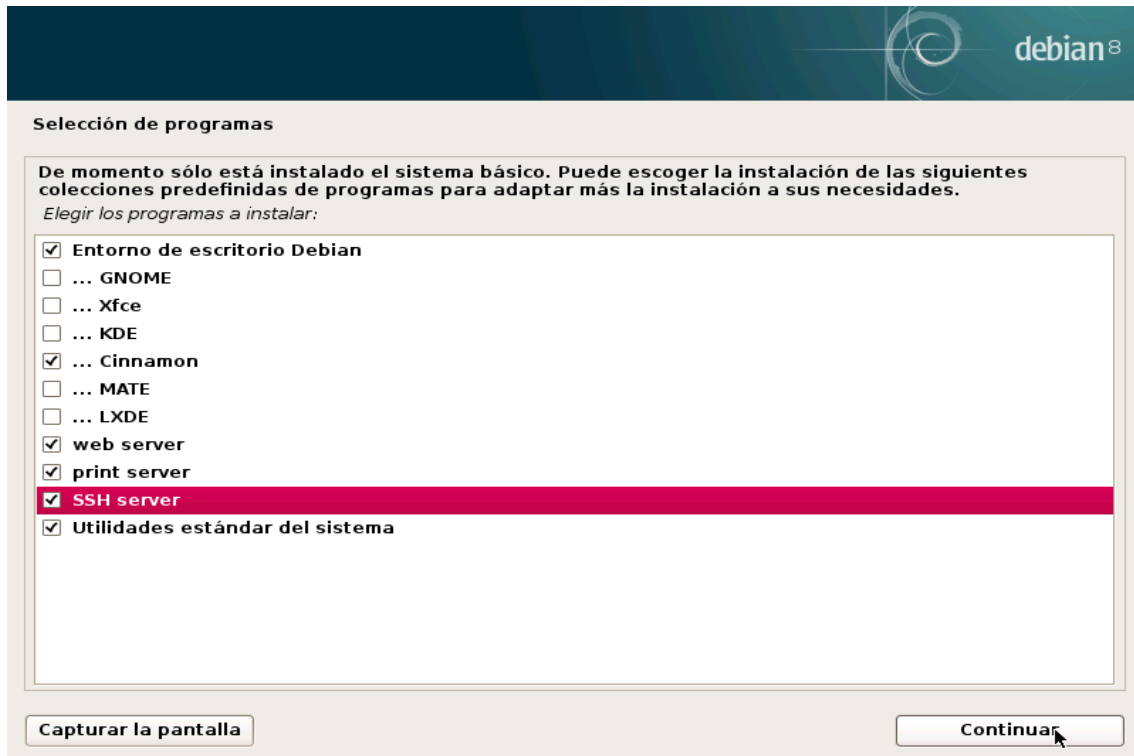 debian 8
Selección de programas
De momento sólo está instalado el sistema básico. Puede escoger la instalación de las siguientes
colecciones predefinidas de programas para adaptar más la instalación a sus necesidades.
Elegir los programas a instalar:
Entorno de escritorio Debian
... GNOME
... Xfce
... KDE
... Cinnamon
... MATE
... LXDE
web server
print server
SSH server
Utilidades estándar del sistema
Capturar la pantalla
Continuar